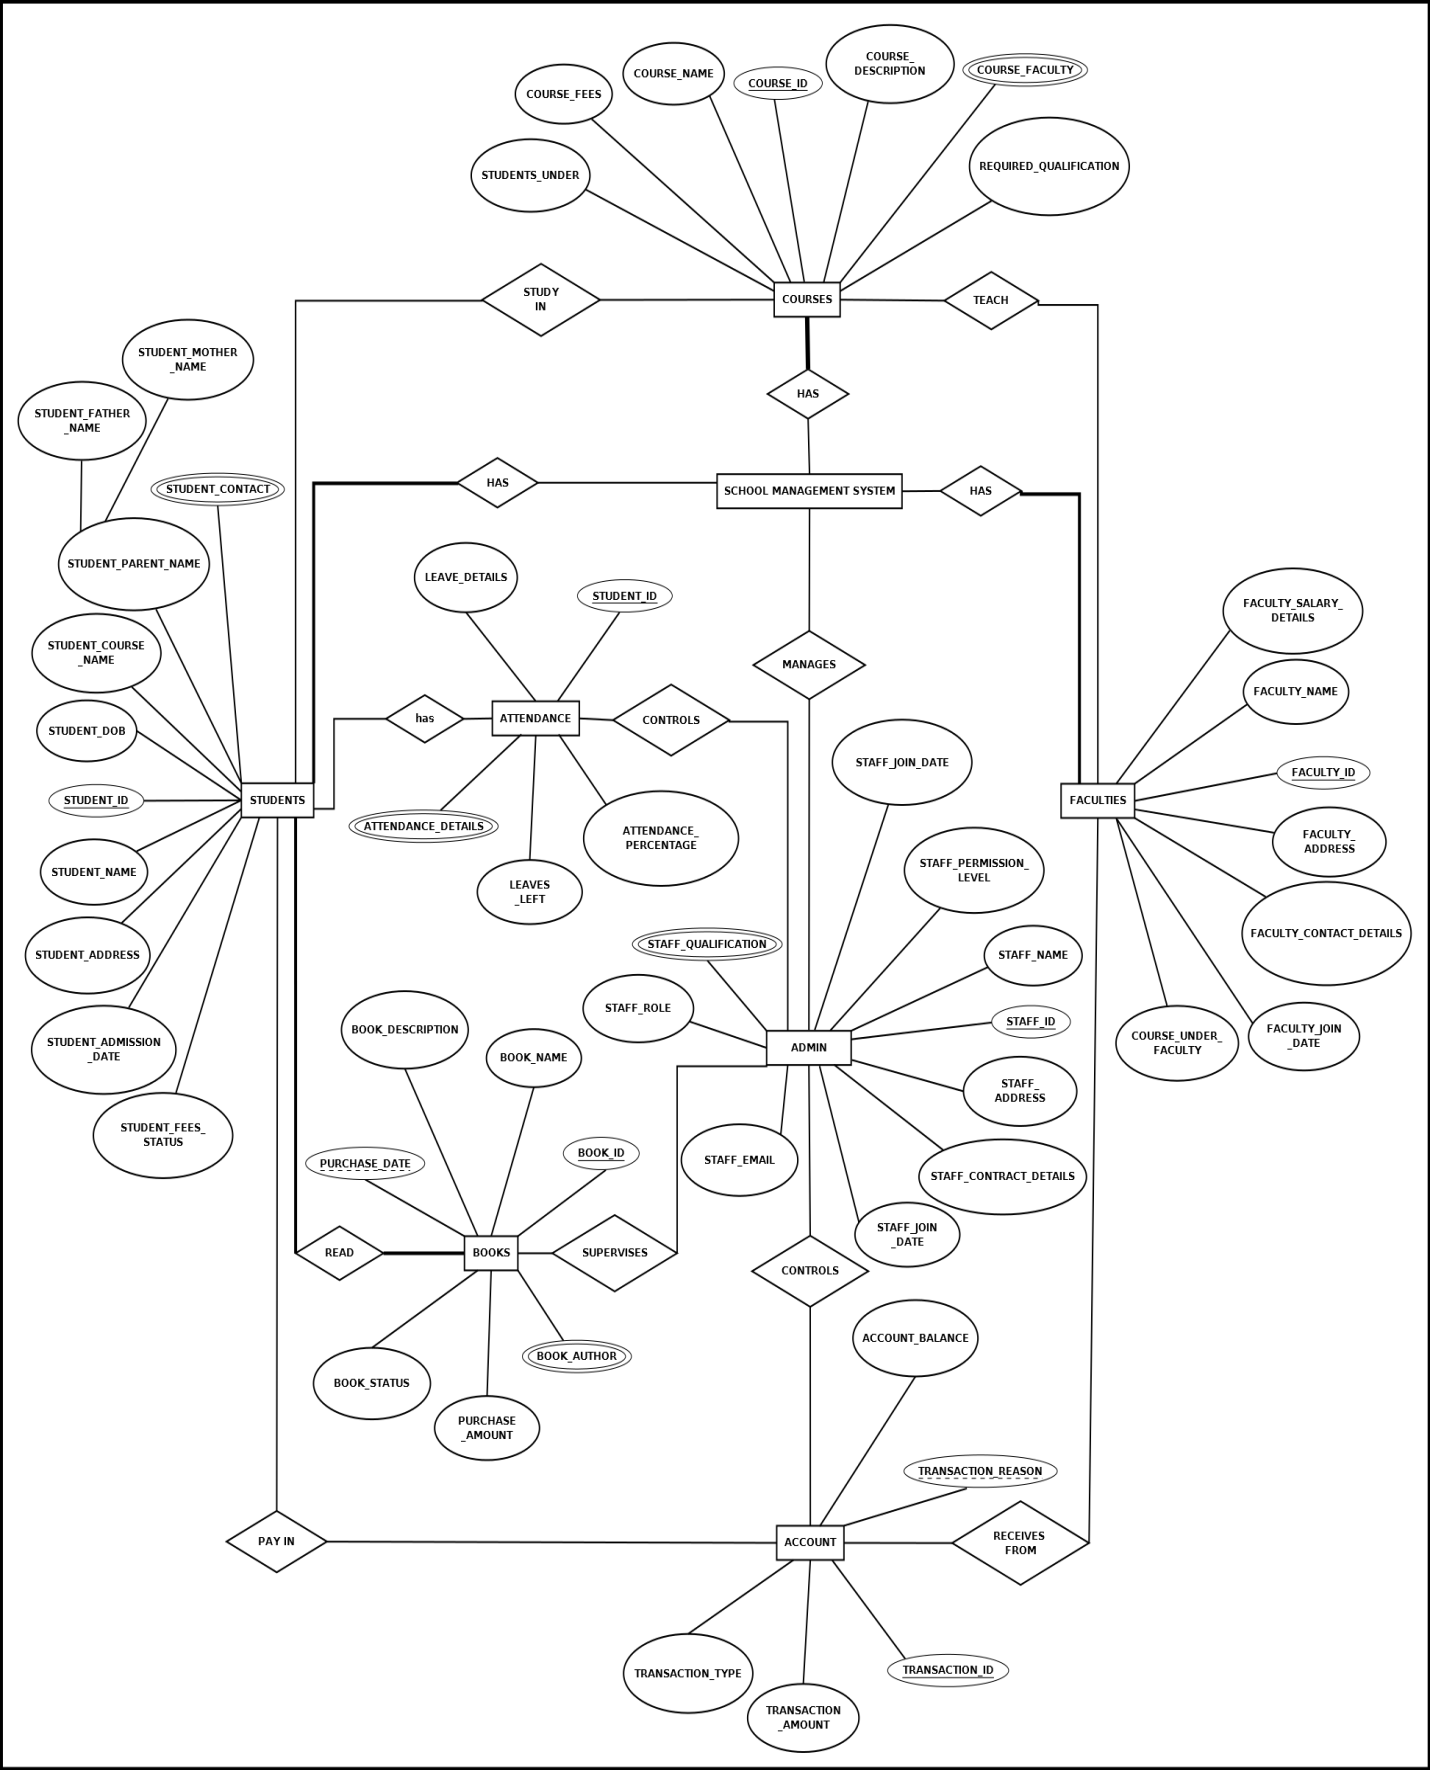 COURSE_
DESCRIPTION
COURSE_FACULTY
COURSE_NAME
COURSE_ID
COURSE_FEES
REQUIRED_QUALIFICATION
STUDENTS_UNDER
STUDY
IN
COURSES
TEACH
STUDENT_MOTHER
_NAME
HAS
STUDENT_FATHER
_NAME
STUDENT_CONTACT
HAS
SCHOOL MANAGEMENT SYSTEM
HAS
STUDENT_PARENT_NAME
LEAVE_DETAILS
STUDENT_ID
FACULTY_SALARY_
DETAILS
STUDENT_COURSE
_NAME
MANAGES
FACULTY_NAME
STUDENT_DOB
has
ATTENDANCE
CONTROLS
STAFF_JOIN_DATE
FACULTY_ID
STUDENT_ID
STUDENTS
FACULTIES
ATTENDANCE_DETAILS
ATTENDANCE_
PERCENTAGE
FACULTY_
ADDRESS
STUDENT_NAME
LEAVES
_LEFT
STAFF_PERMISSION_
LEVEL
FACULTY_CONTACT_DETAILS
STUDENT_ADDRESS
STAFF_QUALIFICATION
STAFF_NAME
STAFF_ROLE
STAFF_ID
BOOK_DESCRIPTION
STUDENT_ADMISSION
_DATE
BOOK_NAME
ADMIN
COURSE_UNDER_
FACULTY
FACULTY_JOIN
_DATE
STAFF_
ADDRESS
STUDENT_FEES_
STATUS
PURCHASE_DATE
BOOK_ID
STAFF_EMAIL
STAFF_CONTRACT_DETAILS
STAFF_JOIN
_DATE
READ
BOOKS
SUPERVISES
CONTROLS
ACCOUNT_BALANCE
BOOK_AUTHOR
BOOK_STATUS
PURCHASE
_AMOUNT
TRANSACTION_REASON
PAY IN
ACCOUNT
RECEIVES
FROM
TRANSACTION_TYPE
TRANSACTION_ID
TRANSACTION
_AMOUNT